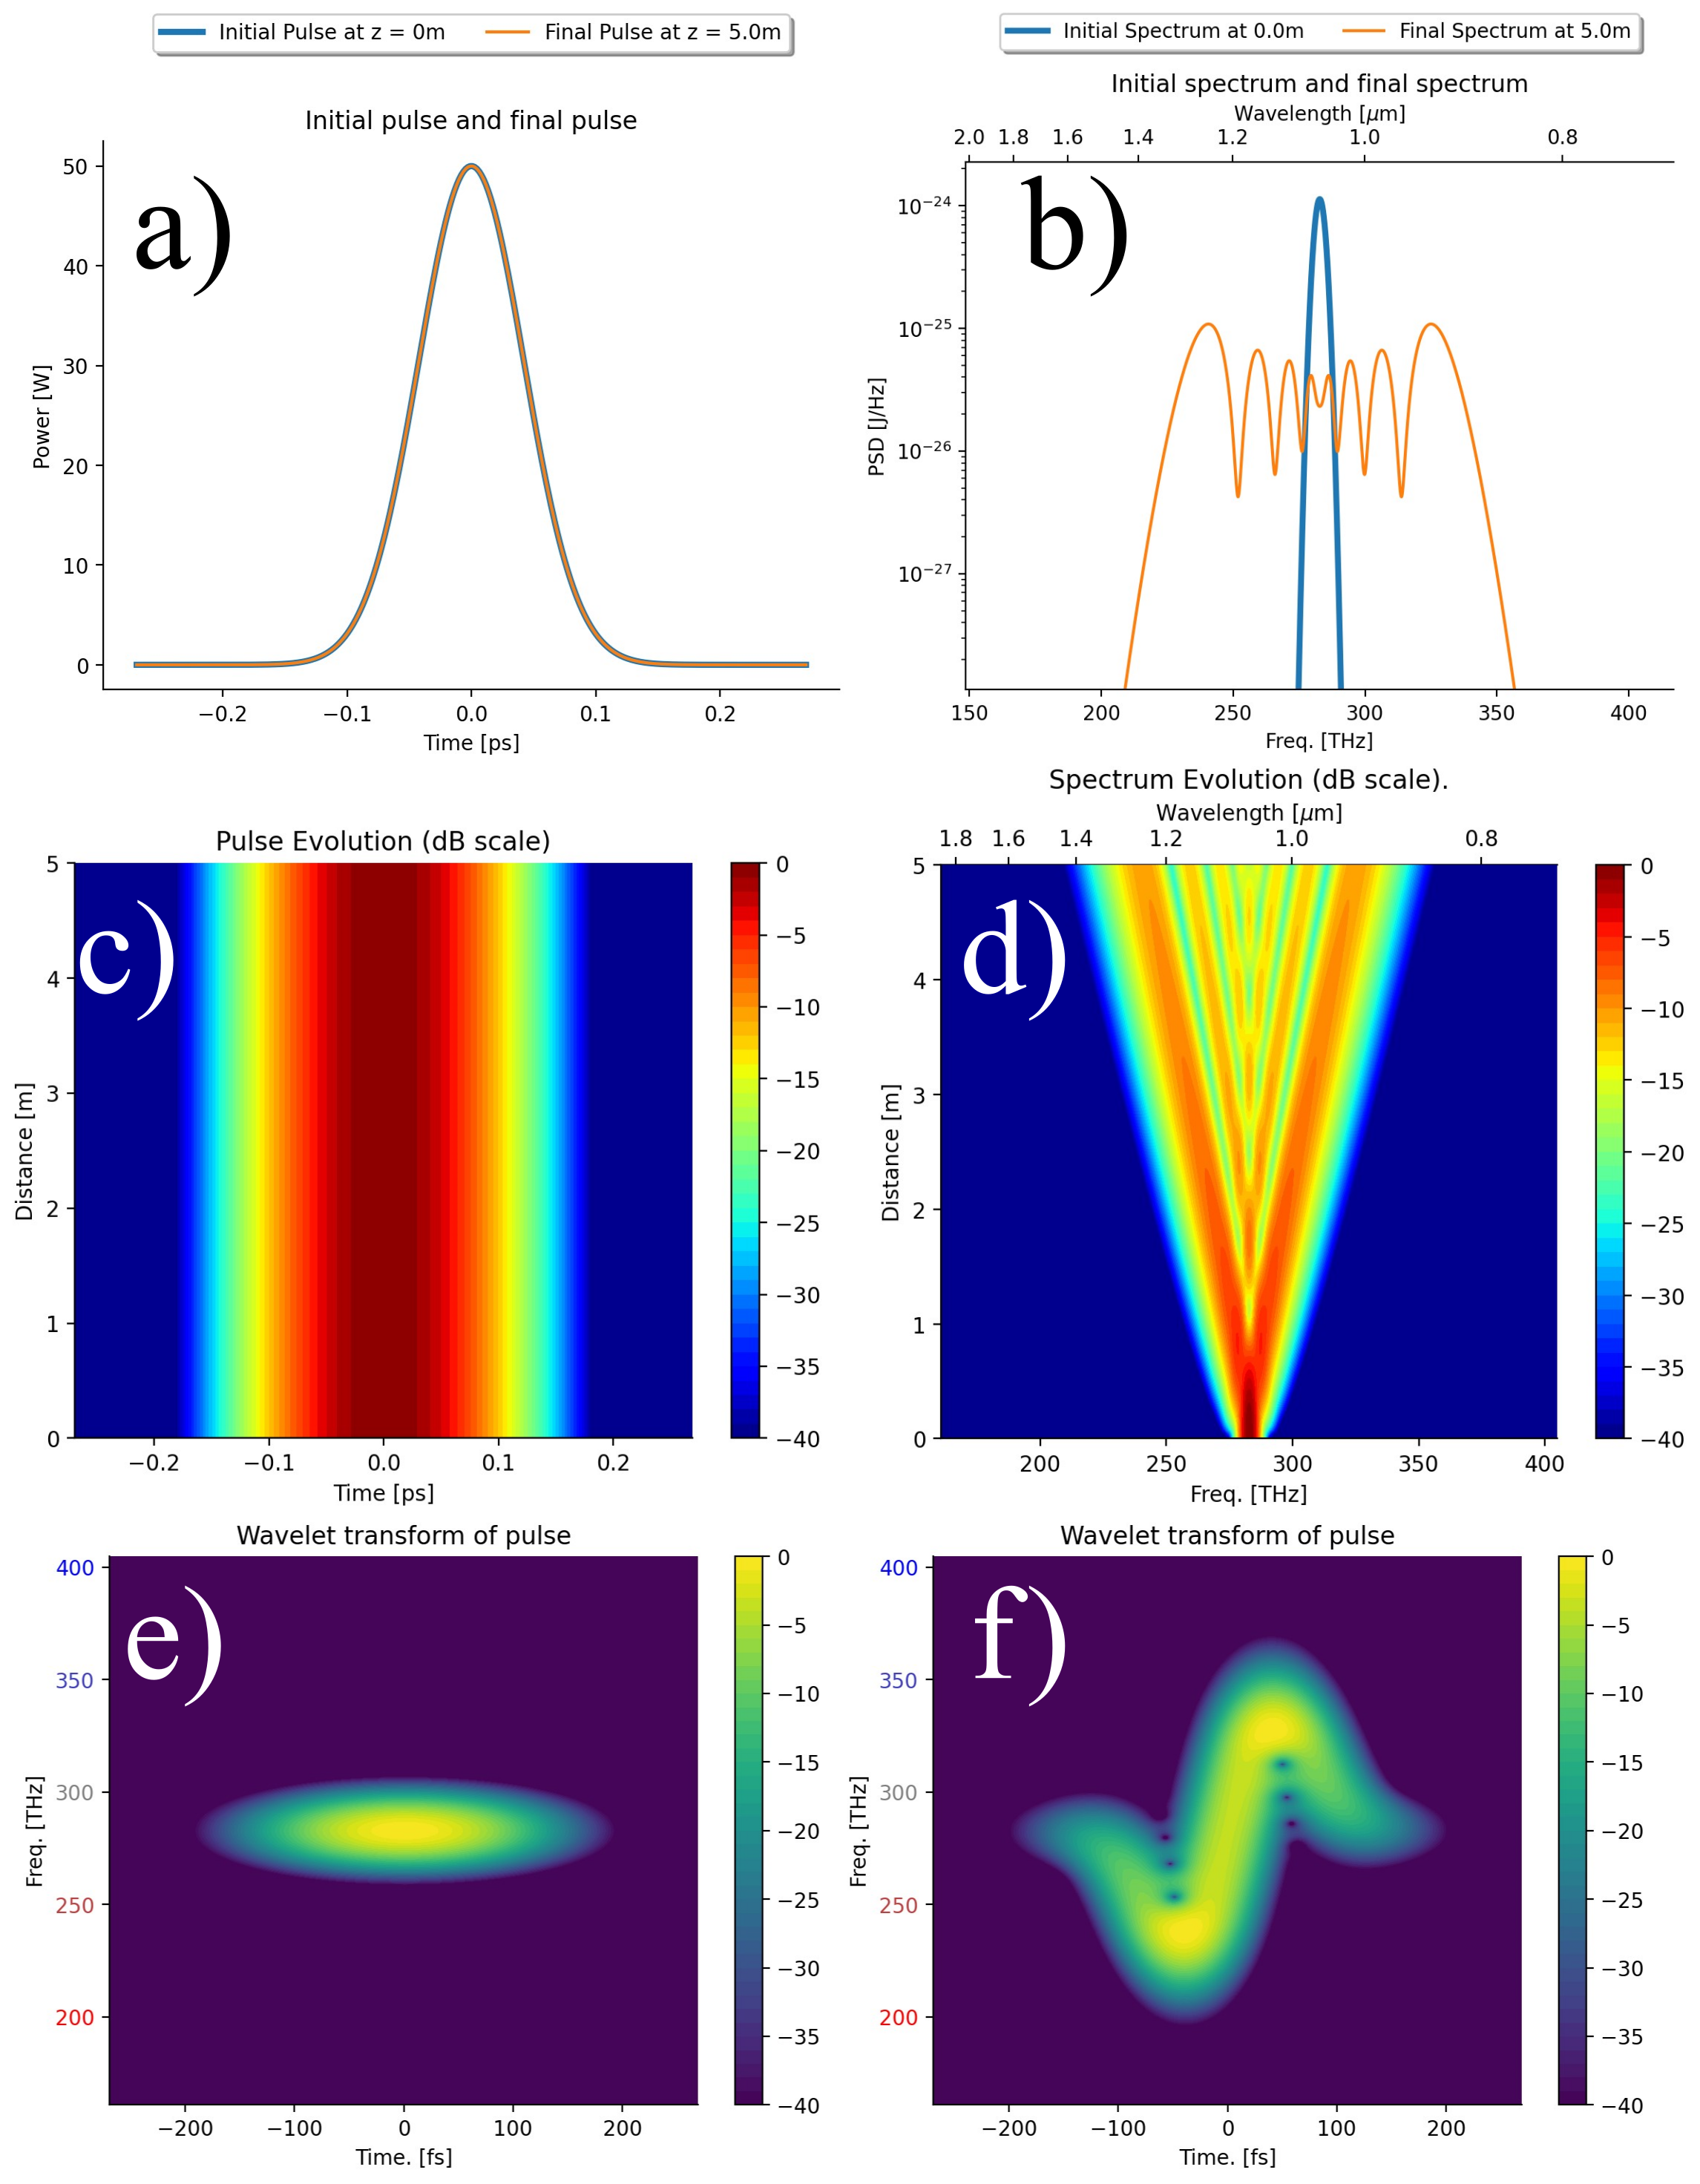 Initial Pulse at z = 0m Final Pulse at z = 5.0m
Initial Spectrum at 0.0m Final Spectrum at 5.0m
Initial pulse and final pulse
50
40
30
20
10
0
Power [W]
a)
−0.2 −0.1 0.0 0.1 0.2
Time [ps]
Initial spectrum and final spectrum
Wavelength [μm]
2.0 1.8 1.6 1.4 1.2 1.0 0.8
10⁻²⁴
10⁻²⁵
10⁻²⁶
10⁻²⁷
PSD [J/Hz]
b)
150 200 250 300 350 400
Freq. [THz]
Pulse Evolution (dB scale)
5
4
3
2
1
0
Distance [m]
c)
−0.2 −0.1 0.0 0.1 0.2
Time [ps]
0
−5
−10
−15
−20
−25
−30
−35
−40
Spectrum Evolution (dB scale).
Wavelength [μm]
1.8 1.6 1.4 1.2 1.0 0.8
5
4
3
2
1
0
Distance [m]
d)
200 250 300 350 400
Freq. [THz]
0
−5
−10
−15
−20
−25
−30
−35
−40
Wavelet transform of pulse
400
350
300
250
200
Freq. [THz]
e)
−200 −100 0 100 200
Time. [fs]
0
−5
−10
−15
−20
−25
−30
−35
−40
Wavelet transform of pulse
400
350
300
250
200
Freq. [THz]
f)
−200 −100 0 100 200
Time. [fs]
0
−5
−10
−15
−20
−25
−30
−35
−40